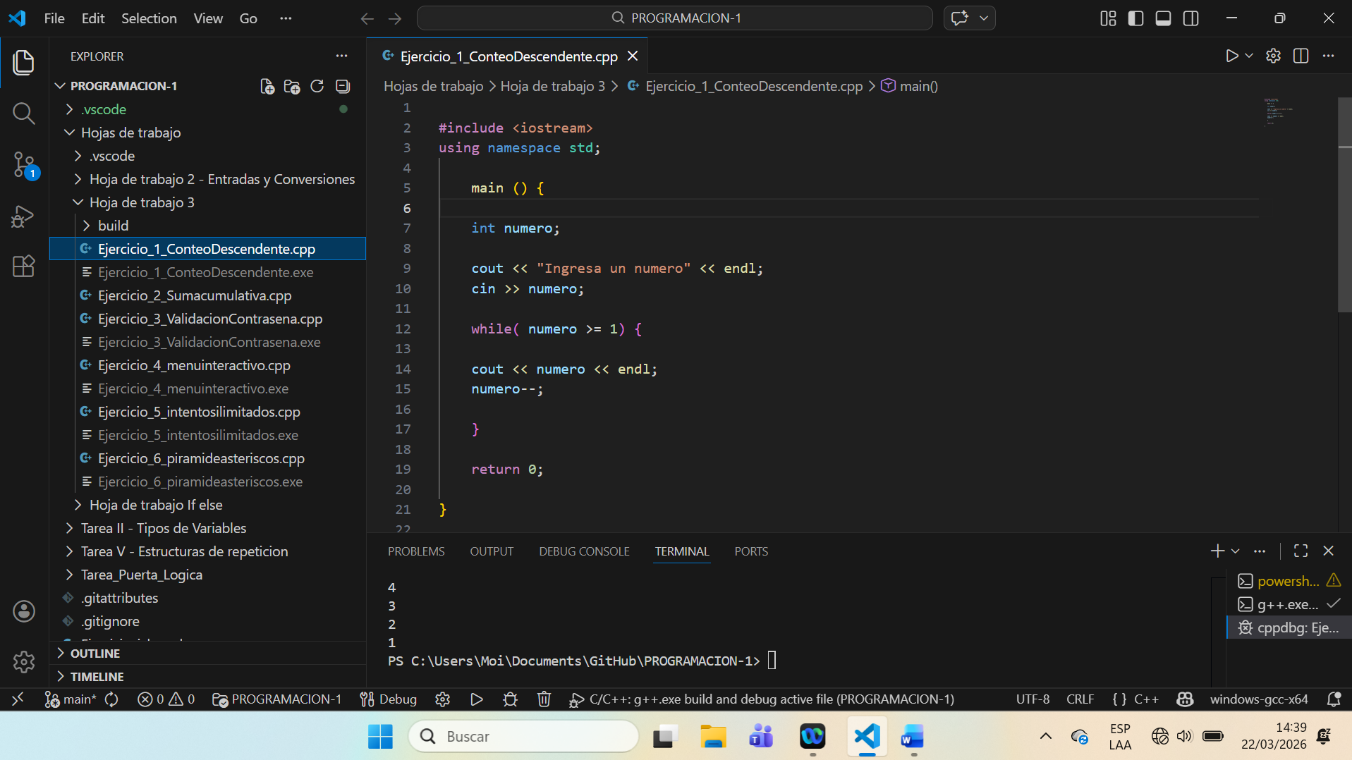 File Edit Selection View Go ··· PROGRAMACION-1
EXPLORER
PROGRAMACION-1
.vscode
Hojas de trabajo
.vscode
Hoja de trabajo 2 - Entradas y Conversiones
Hoja de trabajo 3
build
Ejercicio_1_ConteoDescendente.cpp
Ejercicio_1_ConteoDescendente.exe
Ejercicio_2_Sumacumulativa.cpp
Ejercicio_3_ValidacionContrasena.cpp
Ejercicio_3_ValidacionContrasena.exe
Ejercicio_4_menuinteractivo.cpp
Ejercicio_4_menuinteractivo.exe
Ejercicio_5_intentosilimitados.cpp
Ejercicio_5_intentosilimitados.exe
Ejercicio_6_piramideasteriscos.cpp
Ejercicio_6_piramideasteriscos.exe
Hoja de trabajo If else
Tarea II - Tipos de Variables
Tarea V - Estructuras de repeticion
Tarea_Puerta_Logica
.gitattributes
.gitignore
OUTLINE
TIMELINE
1
Ejercicio_1_ConteoDescendente.cpp
Hojas de trabajo > Hoja de trabajo 3 > Ejercicio_1_ConteoDescendente.cpp > main()
1
2 #include <iostream>
3 using namespace std;
4
5 main () {
6
7 int numero;
8
9 cout << "Ingresa un numero" << endl;
10 cin >> numero;
11
12 while( numero >= 1) {
13
14 cout << numero << endl;
15 numero--;
16
17 }
18
19 return 0;
20
21 }
22
PROBLEMS OUTPUT DEBUG CONSOLE TERMINAL PORTS
4
3
2
1
PS C:\Users\Moi\Documents\GitHub\PROGRAMACION-1>
powersh...
g++.exe...
cppdbg: Eje...
main* 0 0 PROGRAMACION-1 Debug C/C++: g++.exe build and debug active file (PROGRAMACION-1) UTF-8 CRLF {} C++ windows-gcc-x64
Buscar
ESP
LAA
14:39
22/03/2026